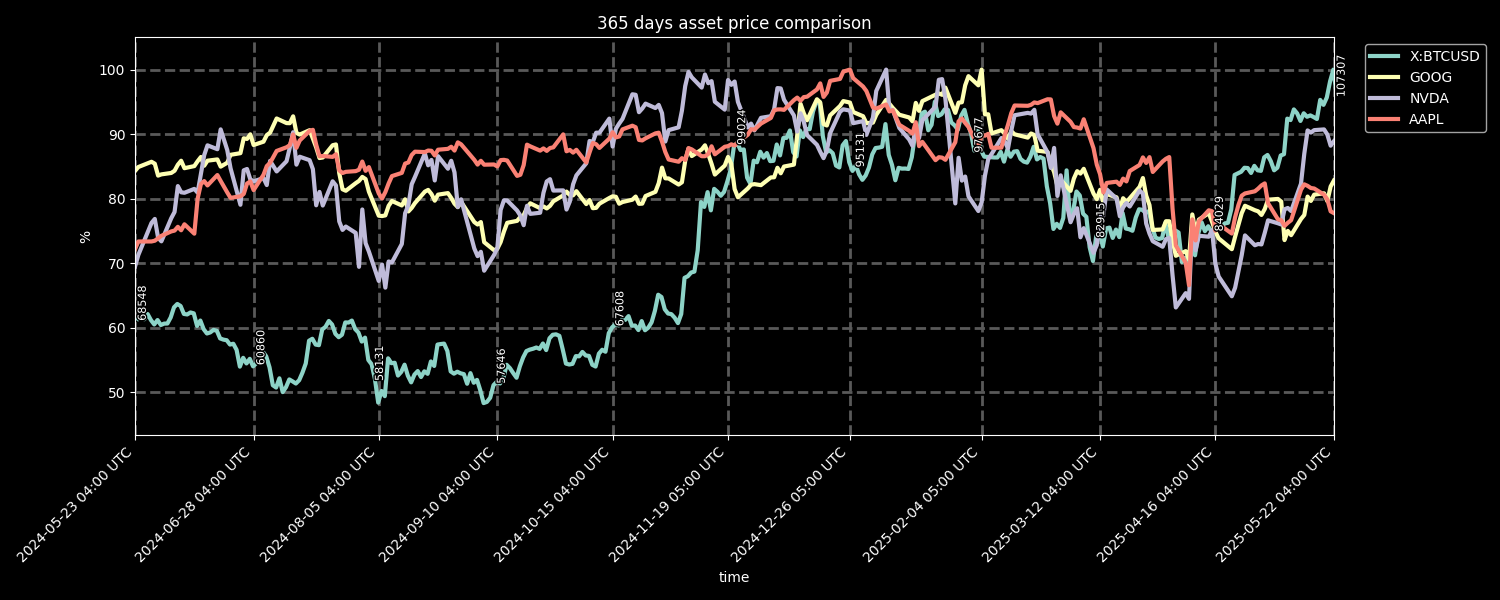 365 days asset price comparison
X:BTCUSD
GOOG
NVDA
AAPL
%
100
90
80
70
60
50
68548
60860
58131
57646
67608
99024
95131
97677
82915
84029
107307
2024-05-23 04:00 UTC
2024-06-28 04:00 UTC
2024-08-05 04:00 UTC
2024-09-10 04:00 UTC
2024-10-15 04:00 UTC
2024-11-19 05:00 UTC
2024-12-26 05:00 UTC
2025-02-04 05:00 UTC
2025-03-12 04:00 UTC
2025-04-16 04:00 UTC
2025-05-22 04:00 UTC
time